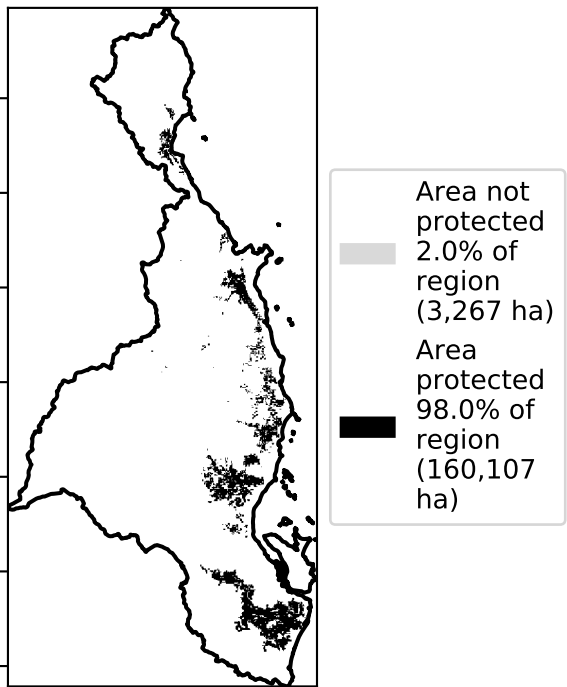 Area not
protected
2.0% of
region
(3,267 ha)
Area
protected
98.0% of
region
(160,107
ha)